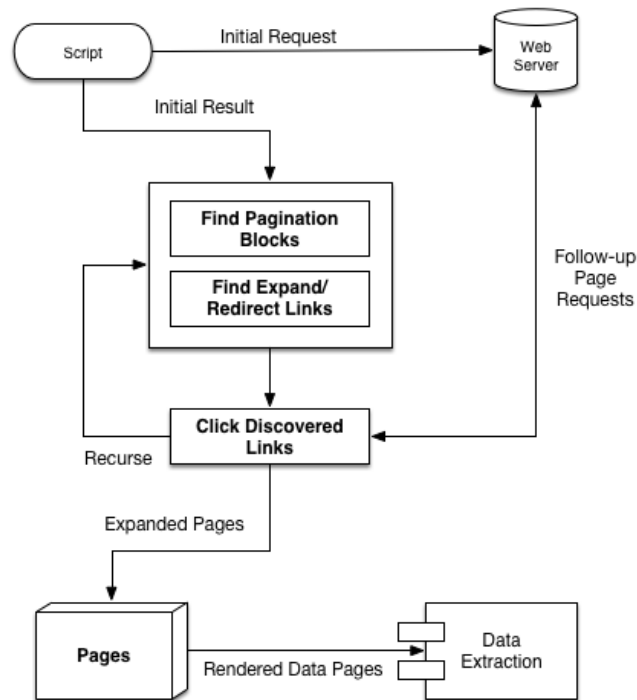 Script
Initial Request
Web
Server
Initial Result
Find Pagination
Blocks
Find Expand/
Redirect Links
Follow-up
Page
Requests
Click Discovered
Links
Recurse
Expanded Pages
Pages
Rendered Data Pages
Data
Extraction